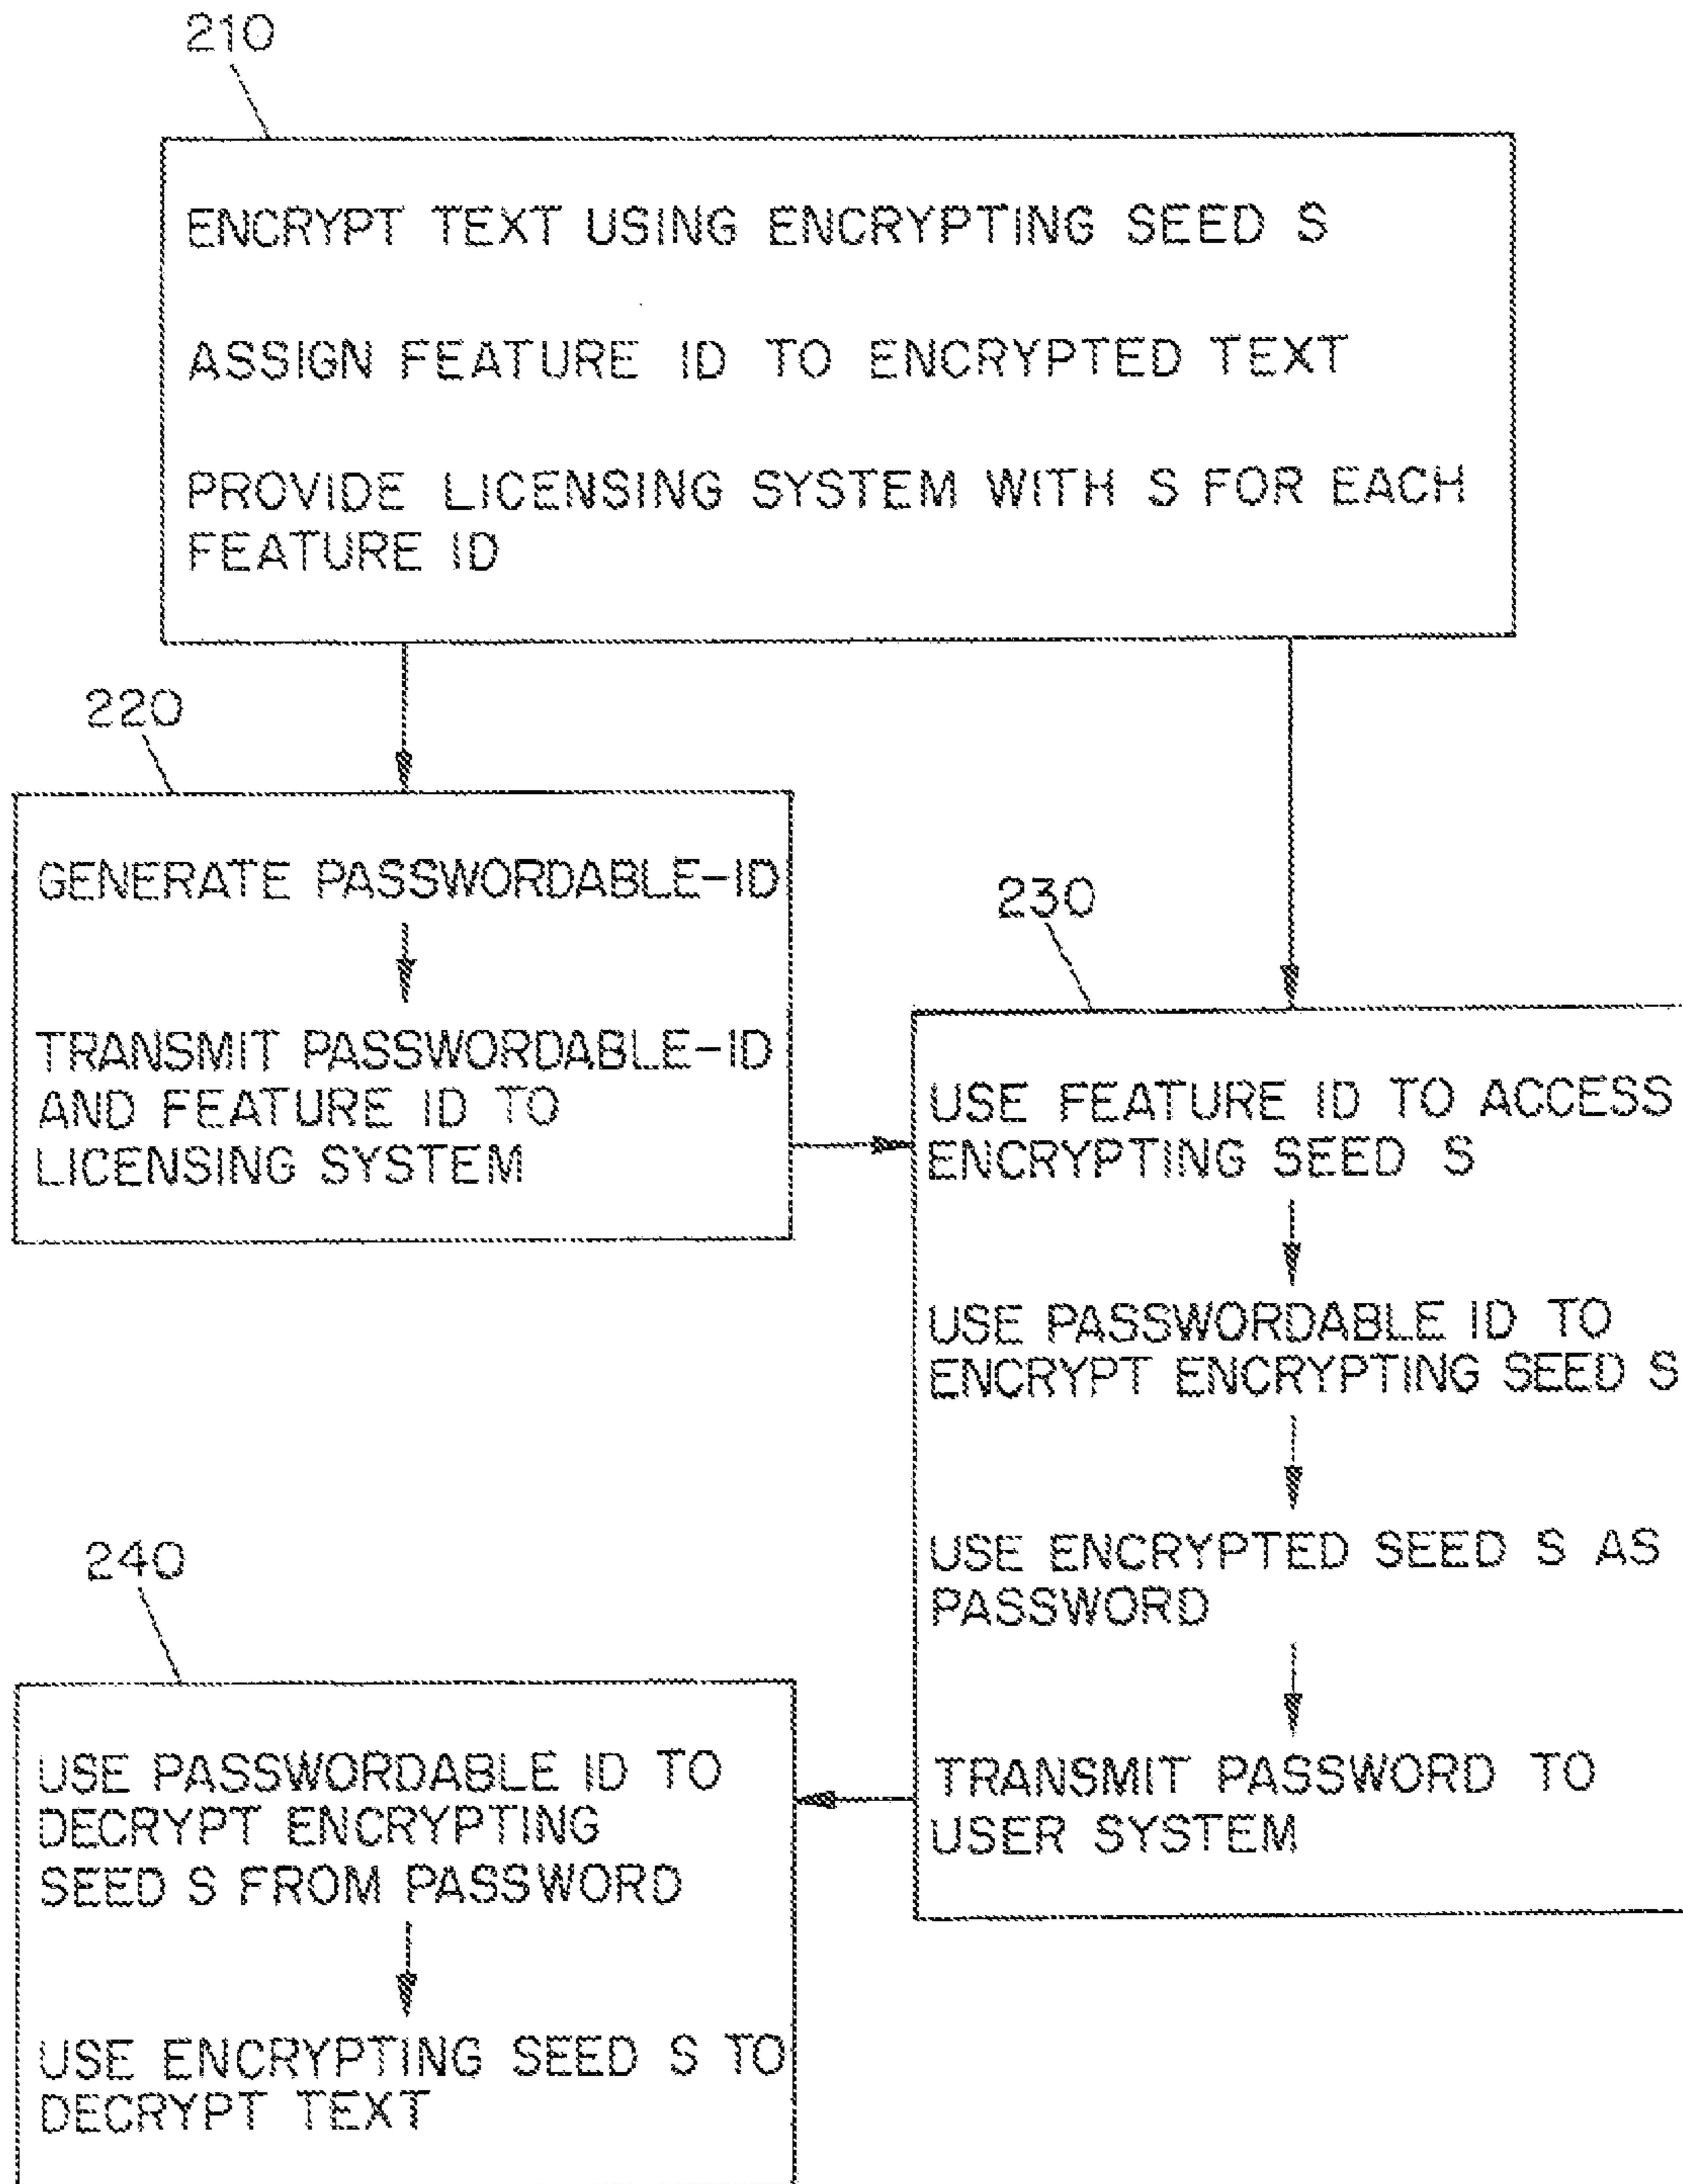 210
ENCRYPT TEXT USING ENCRYPTING SEED S
ASSIGN FEATURE ID TO ENCRYPTED TEXT
PROVIDE LICENSING SYSTEM WITH S FOR EACH
FEATURE ID
220
GENERATE PASSWORDABLE-ID
TRANSMIT PASSWORDABLE-ID
AND FEATURE ID TO
LICENSING SYSTEM
230
USE FEATURE ID TO ACCESS
ENCRYPTING SEED S
USE PASSWORDABLE ID TO
ENCRYPT ENCRYPTING SEED S
USE ENCRYPTED SEED S AS
PASSWORD
TRANSMIT PASSWORD TO
USER SYSTEM
240
USE PASSWORDABLE ID TO
DECRYPT ENCRYPTING
SEED S FROM PASSWORD
USE ENCRYPTING SEED S TO
DECRYPT TEXT